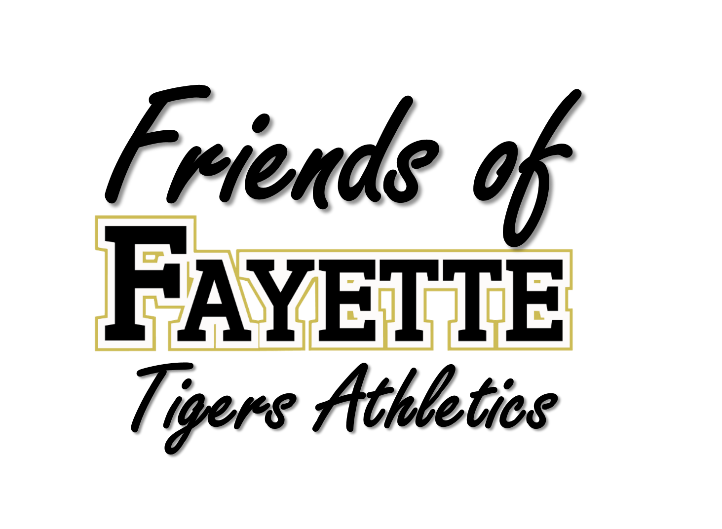 Friends of
FAYETTE
Tigers Athletics